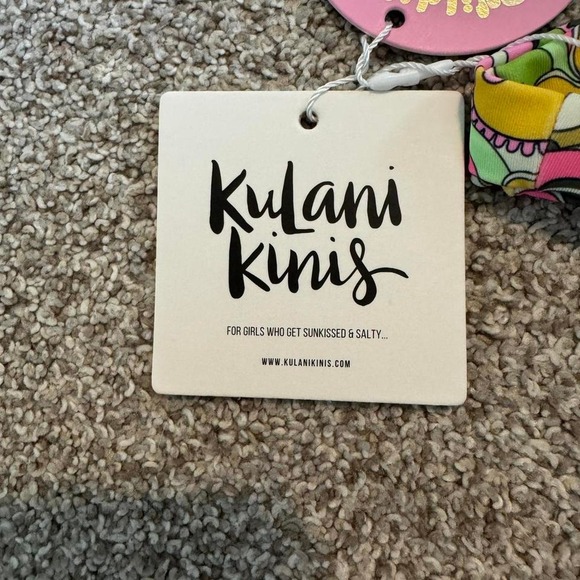 Kulani
Kinis
FOR GIRLS WHO GET SUNKISSED & SALTY...
WWW.KULANIKINIS.COM